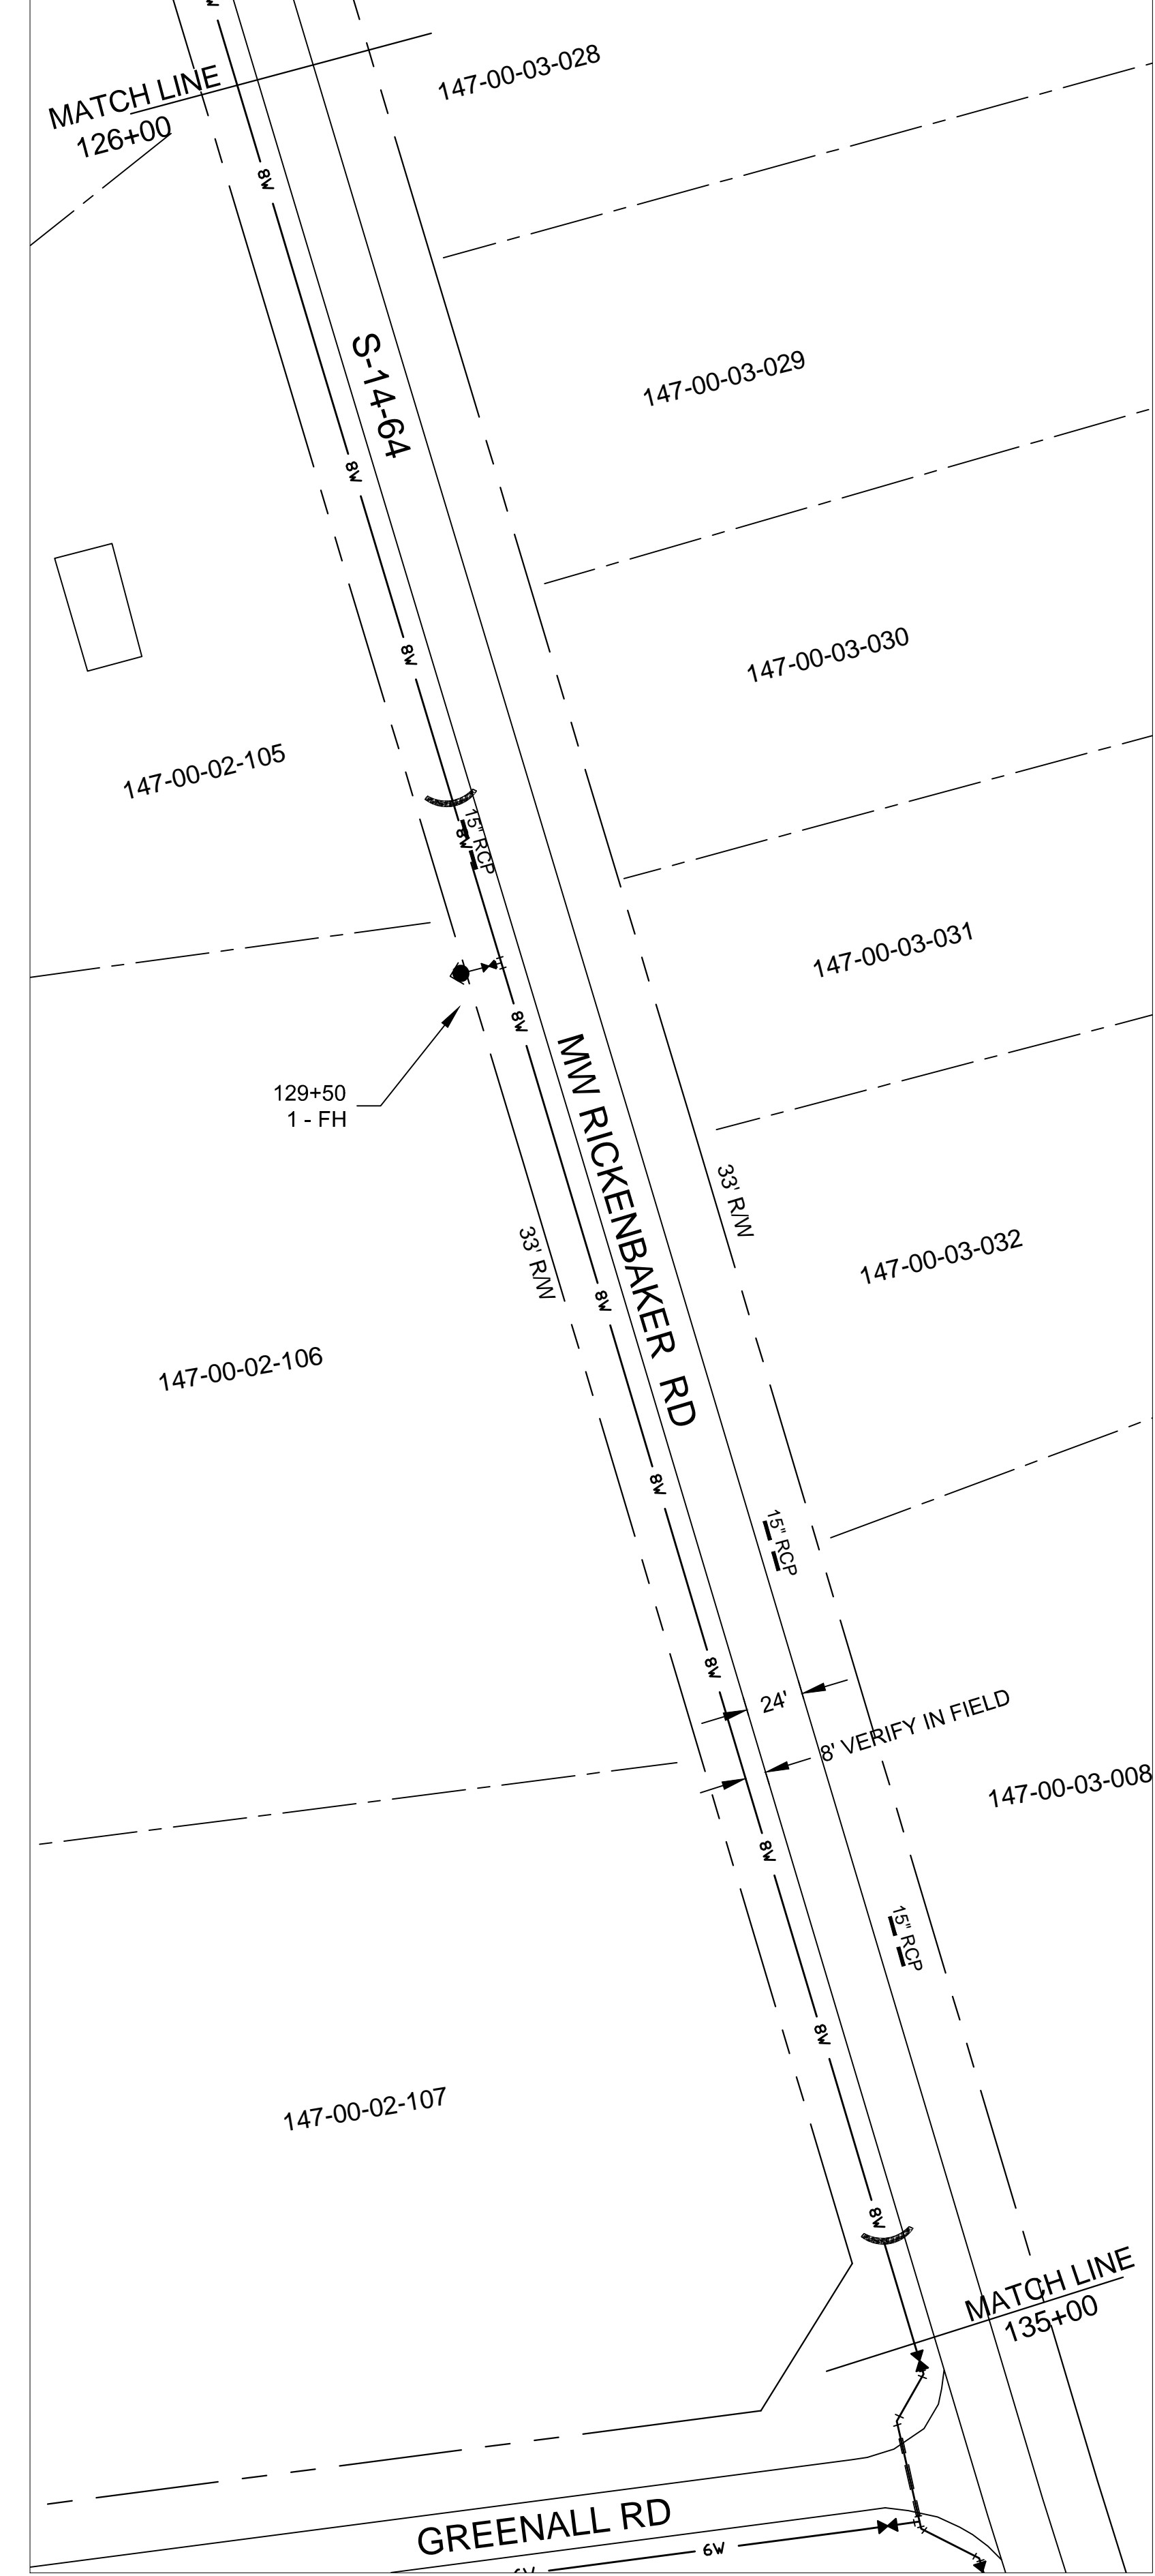 8W
147-00-03-028
MATCH LINE
126+00
8W
S-14-64
147-00-03-029
8W
147-00-03-030
8W
147-00-02-105
15" RCP
8W
147-00-03-031
8W
129+50
1 - FH
MW RICKENBAKER RD
33' R/W
33' R/W
147-00-03-032
8W
147-00-02-106
8W
15" RCP
8W
24'
8' VERIFY IN FIELD
147-00-03-008
8W
15" RCP
8W
147-00-02-107
8W
MATCH LINE
135+00
GREENALL RD
6W
6W